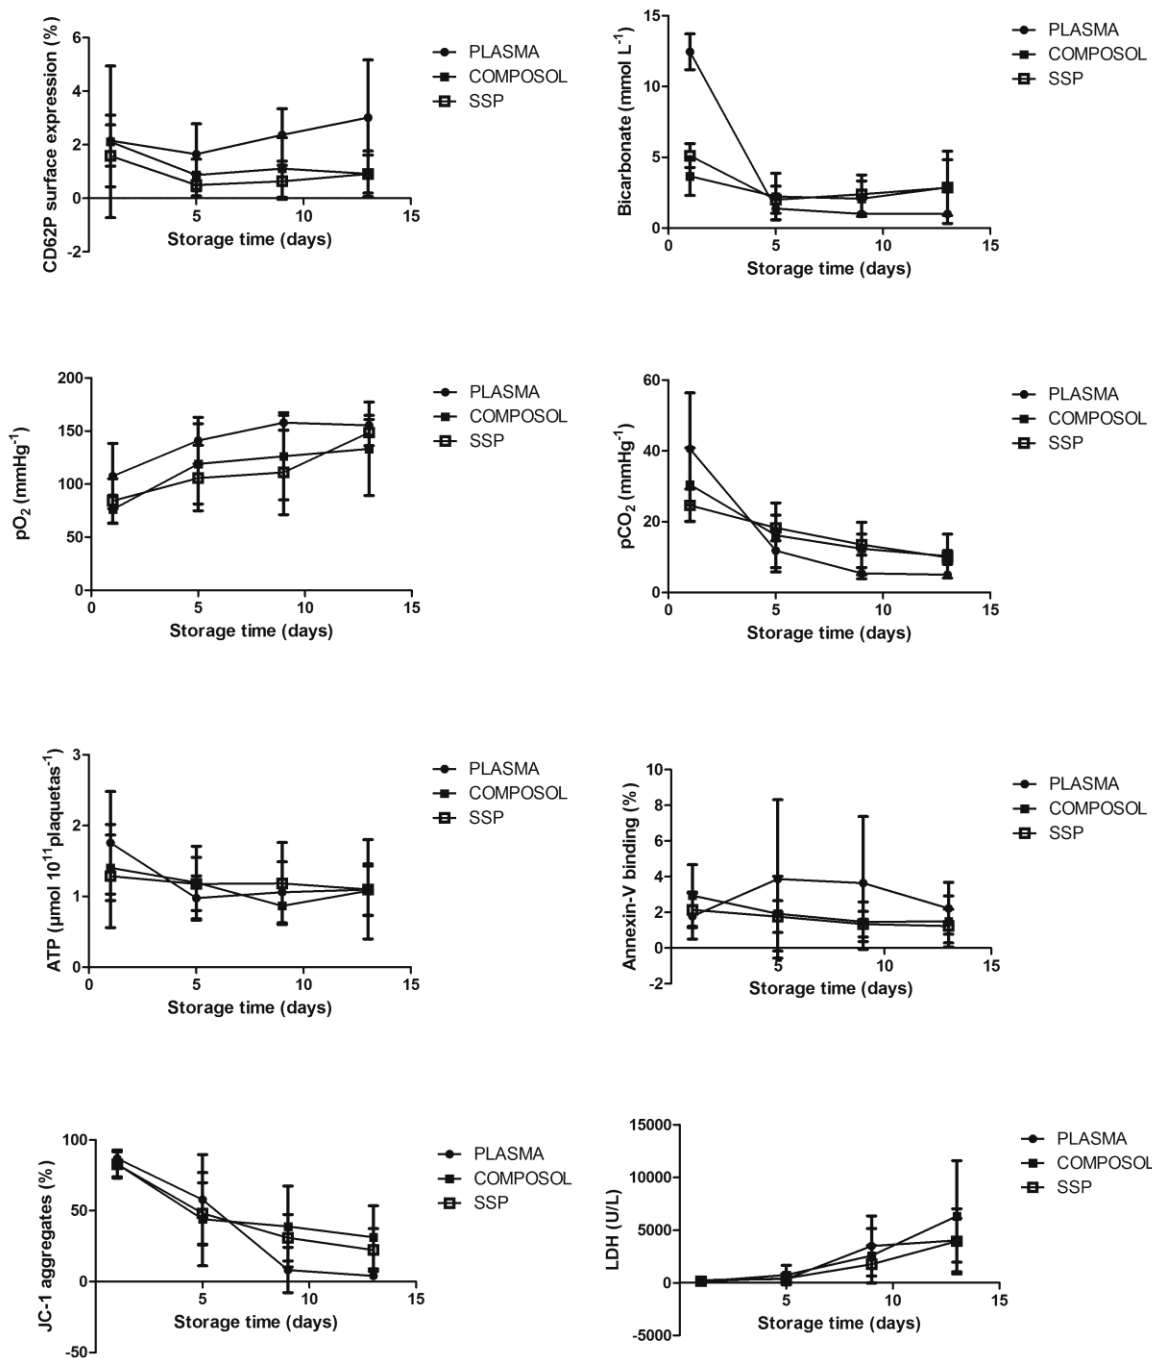 CD62P surface expression (%)
6
4
2
0
-2
5
10
15
Storage time (days)
PLASMA
COMPOSOL
SSP
Bicarbonate (mmol L⁻¹)
15
10
5
0
0
5
10
15
Storage time (days)
PLASMA
COMPOSOL
SSP
pO₂ (mmHg⁻¹)
200
150
100
50
0
0
5
10
15
Storage time (days)
PLASMA
COMPOSOL
SSP
pCO₂ (mmHg⁻¹)
60
40
20
0
0
5
10
15
Storage time (days)
PLASMA
COMPOSOL
SSP
ATP (µmol 10¹¹plaquetas⁻¹)
3
2
1
0
0
5
10
15
Storage time (days)
PLASMA
COMPOSOL
SSP
Annexin-V binding (%)
10
8
6
4
2
0
-2
5
10
15
Storage time (days)
PLASMA
COMPOSOL
SSP
JC-1 aggregates (%)
100
50
0
-50
5
10
15
Storage time (days)
PLASMA
COMPOSOL
SSP
LDH (U/L)
15000
10000
5000
0
-5000
5
10
15
Storage time (days)
PLASMA
COMPOSOL
SSP